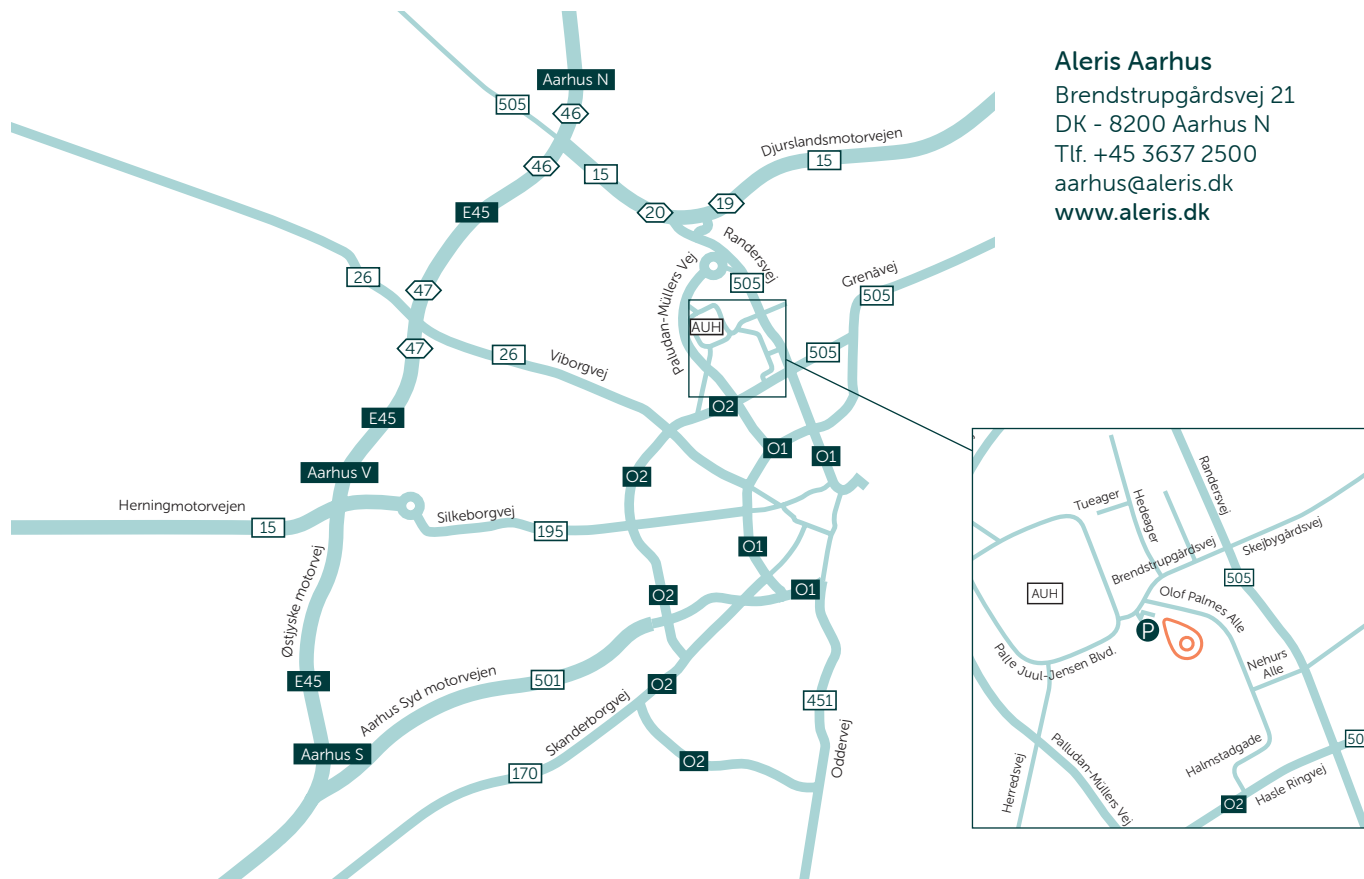 Aleris Aarhus
Brendstrupgårdsvej 21
DK - 8200 Aarhus N
Tlf. +45 3637 2500
aarhus@aleris.dk
www.aleris.dk
Aarhus N
505
46
Djurslandsmotorvejen
15
46
15
19
20
E45
Randersvej
Paludan-Müllers Vej
Grenåvej
26
505
505
47
AUH
47
26
505
Viborgvej
O2
E45
O1
O1
Aarhus V
O2
Herningmotorvejen
15
Silkeborgvej
195
O1
O2
O1
Østjyske motorvej
E45
Aarhus Syd motorvejen
501
O2
451
Aarhus S
Skanderborgvej
170
O2
Oddervej
Randersvej
Tueager
Hedeager
Brendstrupgårdsvej
Skejbygårdsvej
505
AUH
Olof Palmes Alle
P
Palle Juul-Jensen Blvd.
Nehurs
Alle
Palludan-Müllers Vej
Halmstadgade
50
Herredsvej
Hasle Ringvej
O2